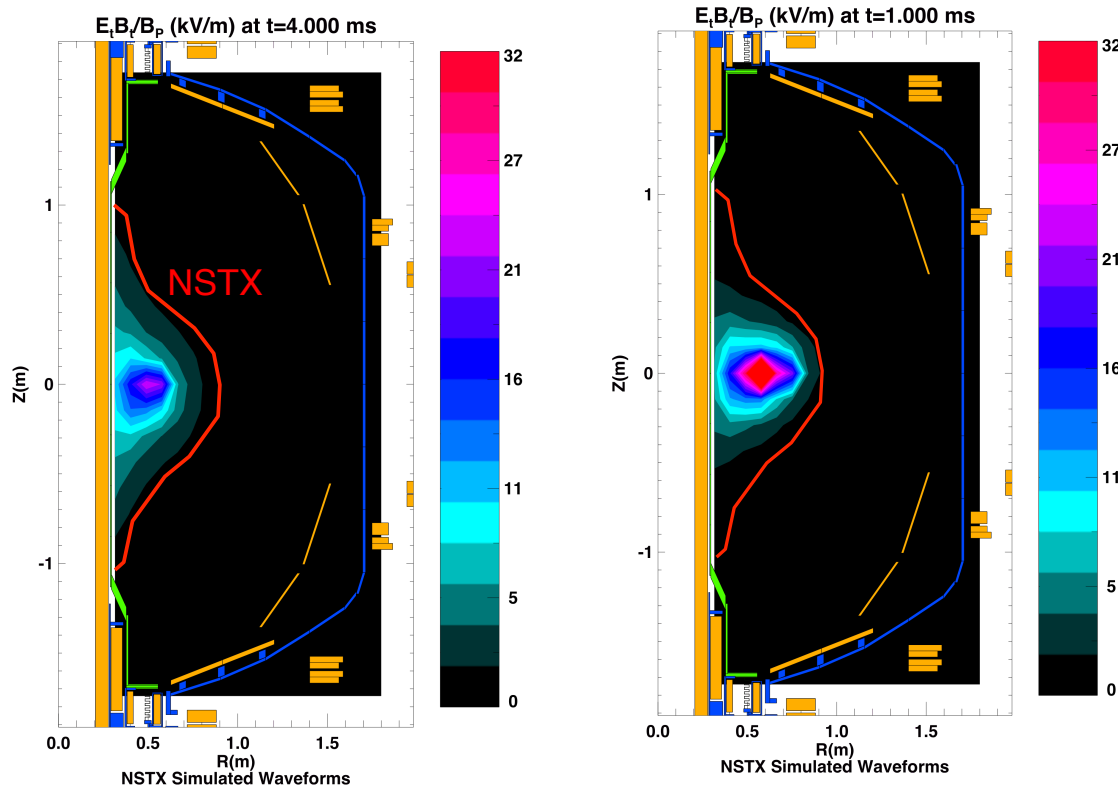 EtBt/BP (kV/m) at t=4.000 ms
32
27
21
16
11
5
0
NSTX
Z(m)
1
0
-1
0.0 0.5 1.0 1.5
R(m)
NSTX Simulated Waveforms
EtBt/BP (kV/m) at t=1.000 ms
32
27
21
16
11
5
0
Z(m)
1
0
-1
0.0 0.5 1.0 1.5
R(m)
NSTX Simulated Waveforms